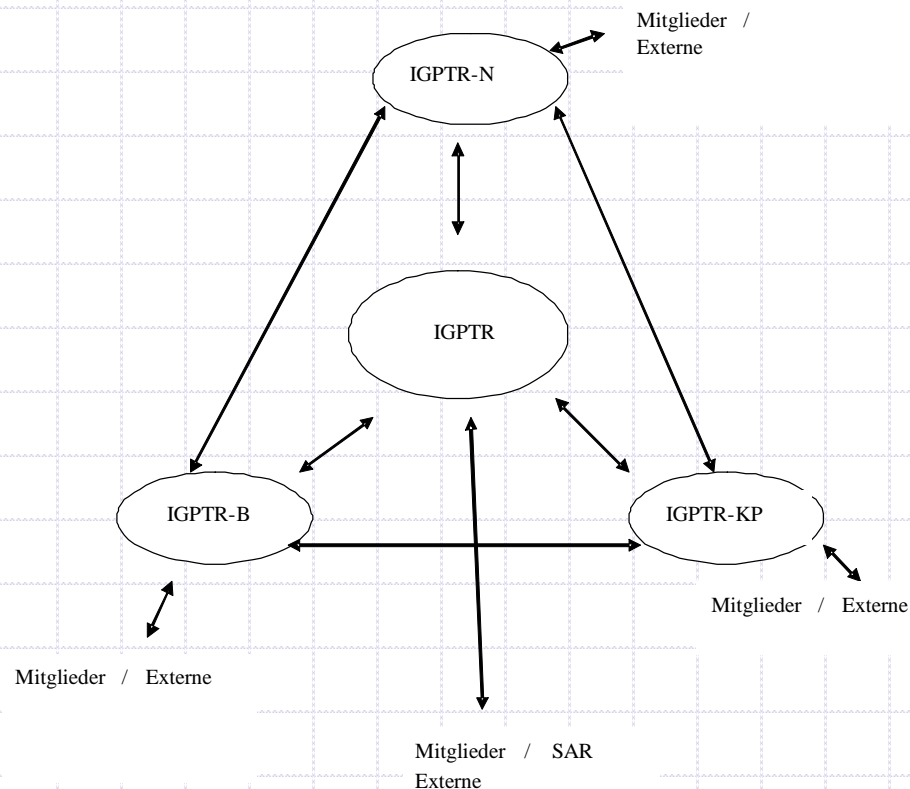 Mitglieder / 
Externe
IGPTR-N
IGPTR
IGPTR-B
IGPTR-KP
Mitglieder / Externe
Mitglieder / Externe
Mitglieder / SAR
Externe